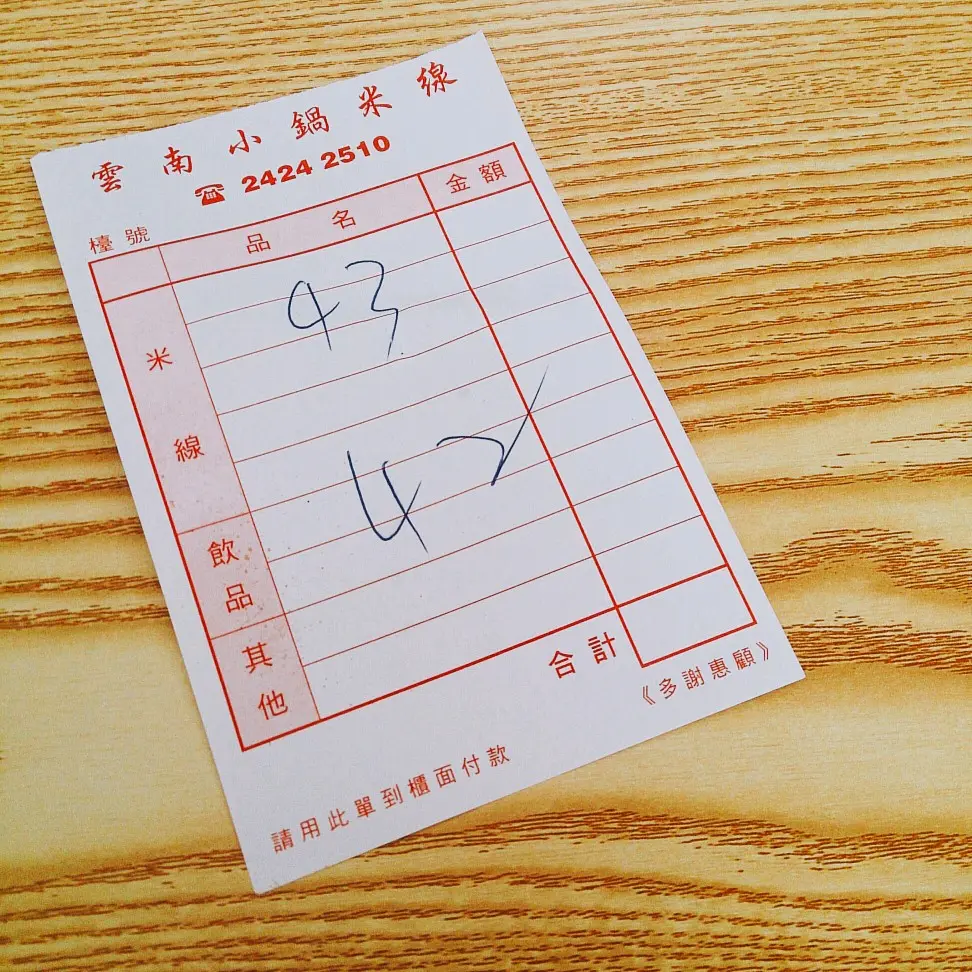 雲南小鍋米線
☎ 2424 2510
檯號
品名
金額
米線
43
42
飲品
其他
合計
《多謝惠顧》
請用此單到櫃面付款